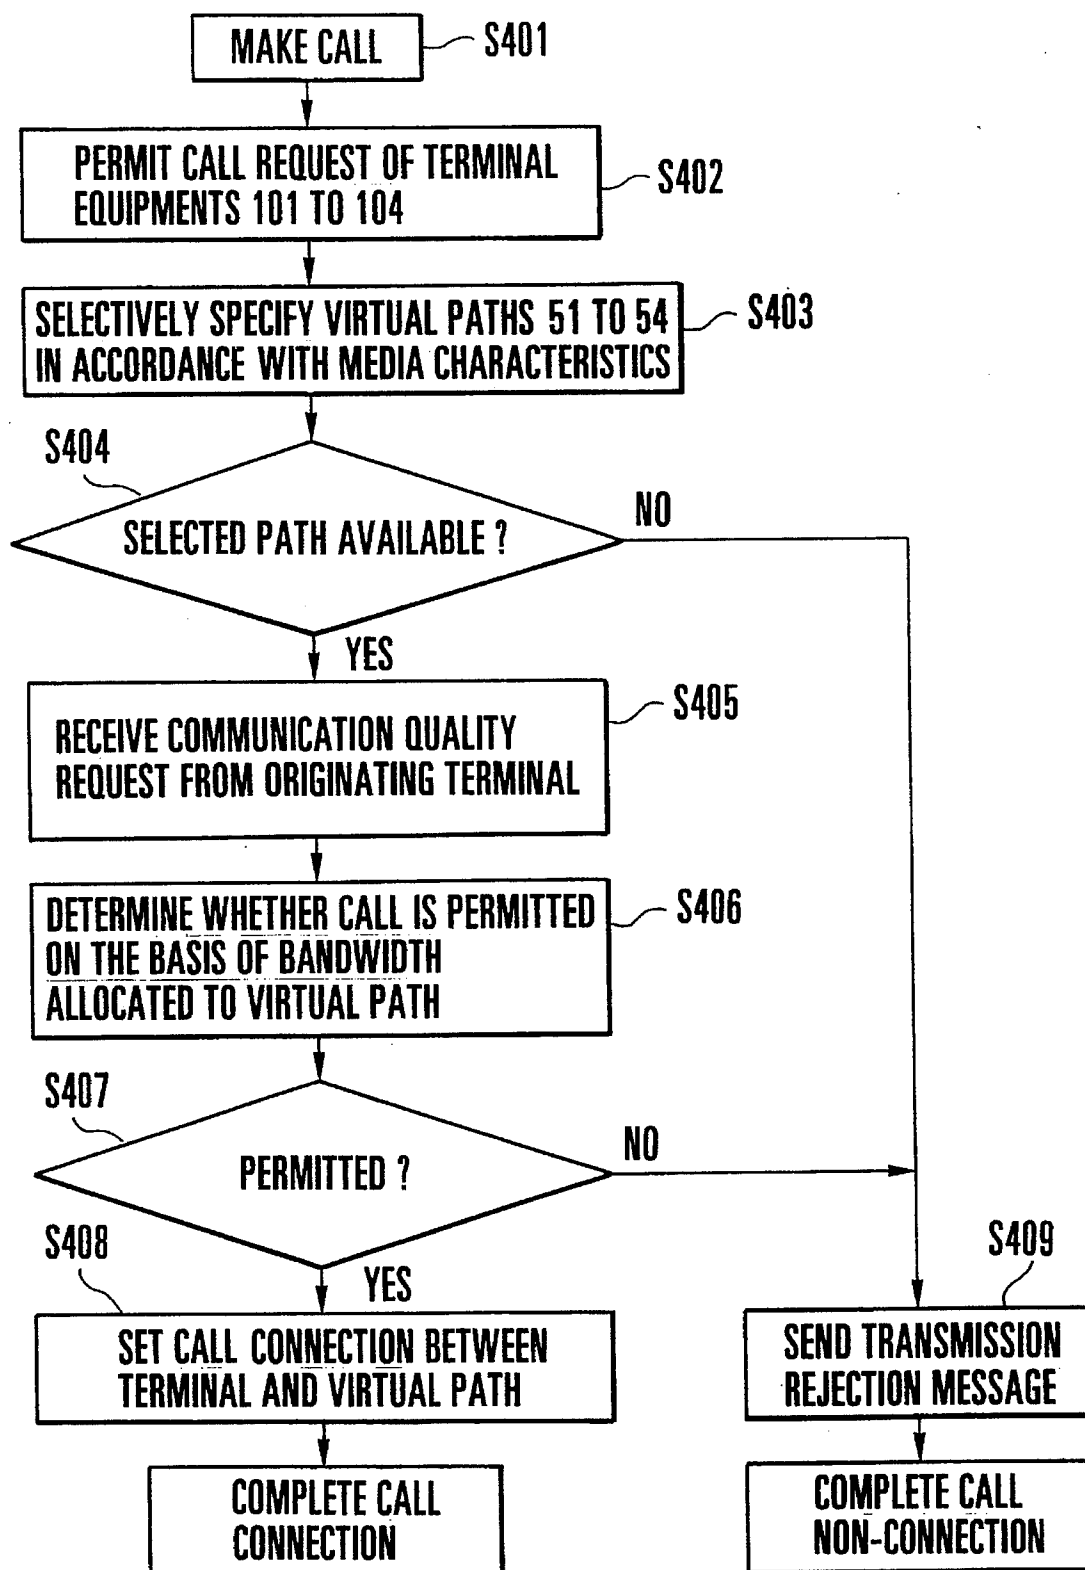 MAKE CALL
S401
PERMIT CALL REQUEST OF TERMINAL
EQUIPMENTS 101 TO 104
S402
SELECTIVELY SPECIFY VIRTUAL PATHS 51 TO 54
IN ACCORDANCE WITH MEDIA CHARACTERISTICS
S403
S404
SELECTED PATH AVAILABLE ?
NO
YES
RECEIVE COMMUNICATION QUALITY
REQUEST FROM ORIGINATING TERMINAL
S405
DETERMINE WHETHER CALL IS PERMITTED
ON THE BASIS OF BANDWIDTH
ALLOCATED TO VIRTUAL PATH
S406
S407
PERMITTED ?
NO
YES
S408
SET CALL CONNECTION BETWEEN
TERMINAL AND VIRTUAL PATH
S409
SEND TRANSMISSION
REJECTION MESSAGE
COMPLETE CALL
CONNECTION
COMPLETE CALL
NON-CONNECTION